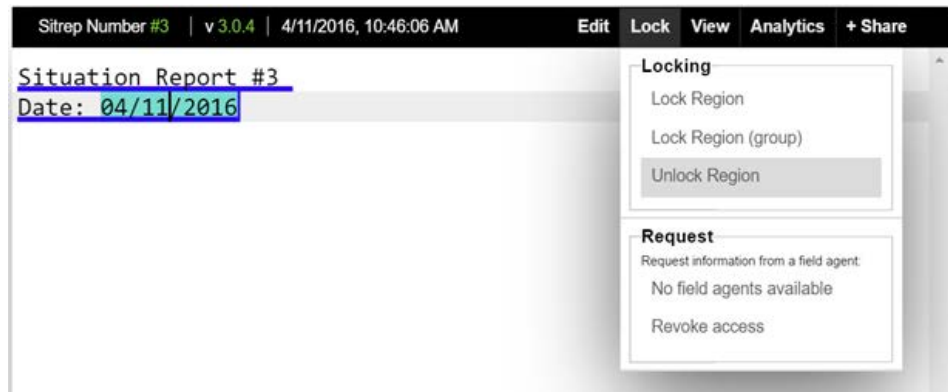 Sitrep Number #3 | v 3.0.4 | 4/11/2016, 10:46:06 AM Edit Lock View Analytics + Share
Situation Report #3
Date: 04/11/2016
Locking
Lock Region
Lock Region (group)
Unlock Region
Request
Request information from a field agent:
No field agents available
Revoke access